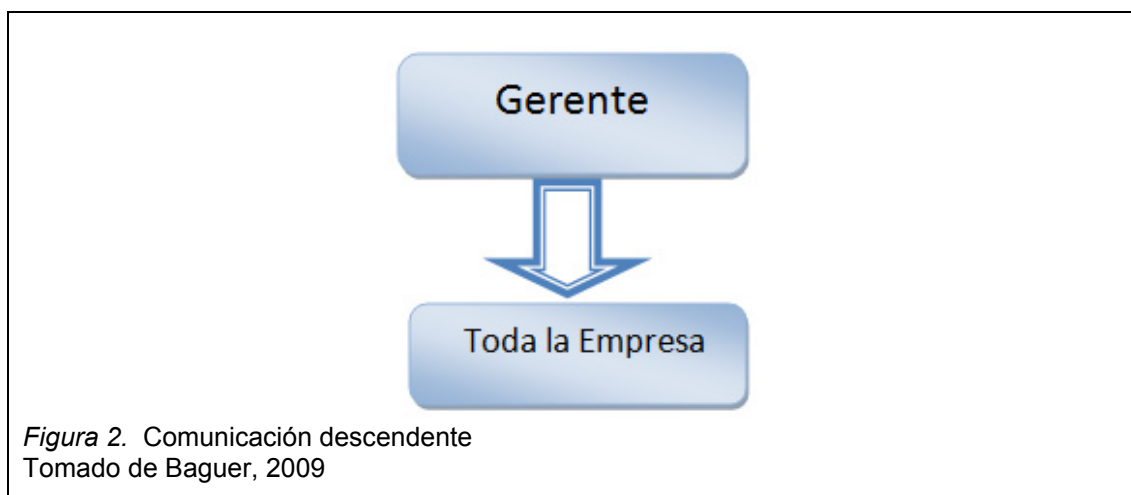 Gerente
Toda la Empresa
Figura 2. Comunicación descendente
Tomado de Baguer, 2009